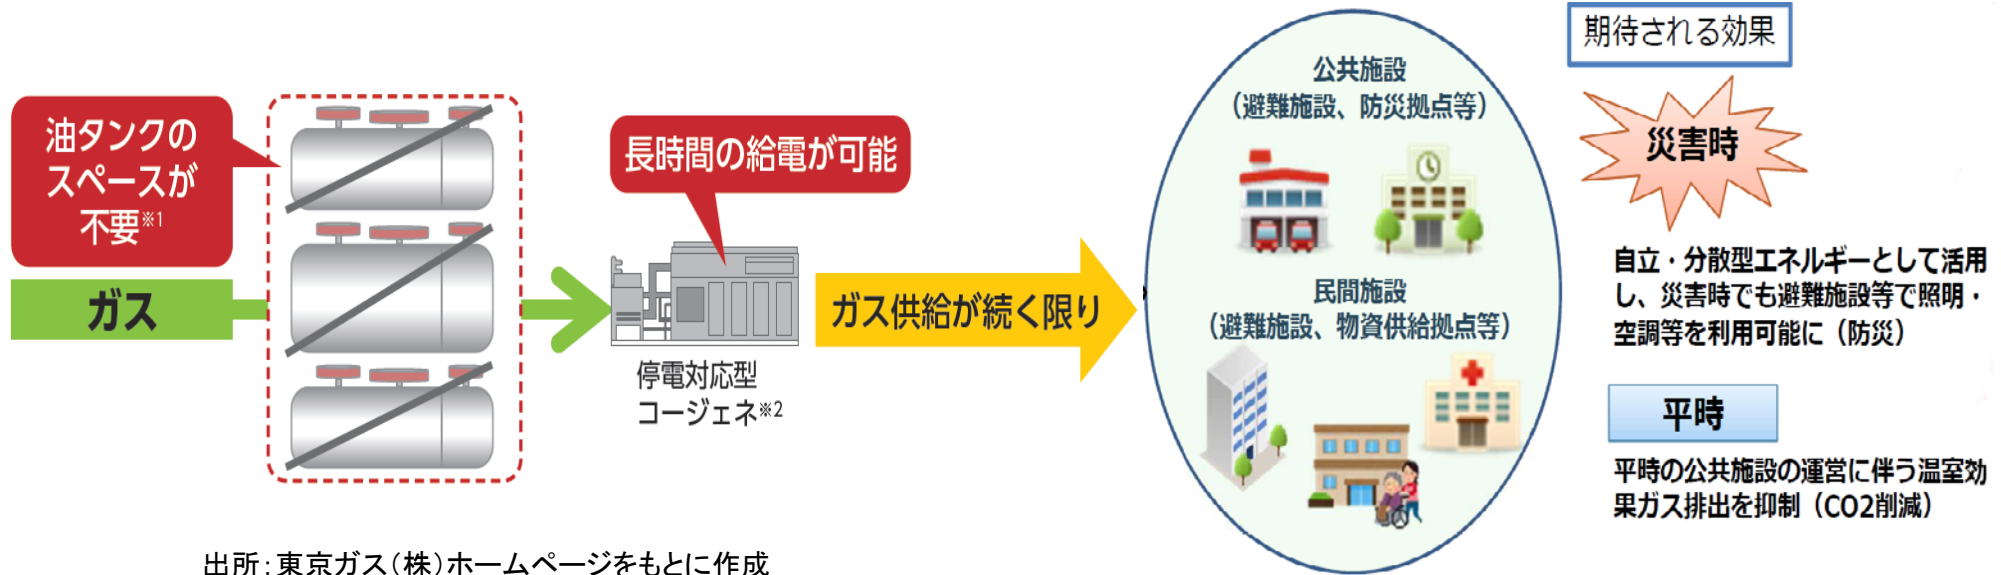 油タンクの
スペースが
不要※1
ガス
長時間の給電が可能
停電対応型
コージェネ※2
ガス供給が続く限り
公共施設
（避難施設、防災拠点等）
民間施設
（避難施設、物資供給拠点等）
期待される効果
災害時
自立・分散型エネルギーとして活用
し、災害時でも避難施設等で照明・
空調等を利用可能に（防災）
平時
平時の公共施設の運営に伴う温室効
果ガス排出を抑制（CO2削減）
出所：東京ガス（株）ホームページをもとに作成